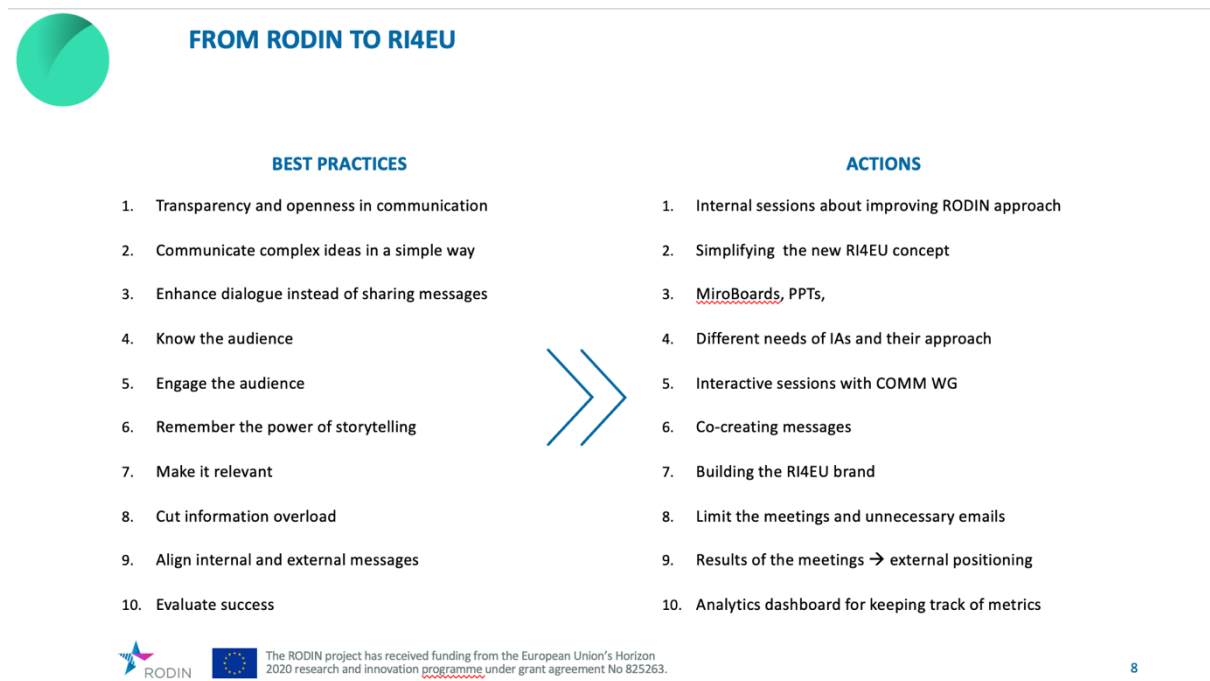 FROM RODIN TO RI4EU
BEST PRACTICES
1. Transparency and openness in communication
2. Communicate complex ideas in a simple way
3. Enhance dialogue instead of sharing messages
4. Know the audience
5. Engage the audience
6. Remember the power of storytelling
7. Make it relevant
8. Cut information overload
9. Align internal and external messages
10. Evaluate success
ACTIONS
1. Internal sessions about improving RODIN approach
2. Simplifying  the new RI4EU concept
3. MiroBoards, PPTs,
4. Different needs of IAs and their approach
5. Interactive sessions with COMM WG
6. Co-creating messages
7. Building the RI4EU brand
8. Limit the meetings and unnecessary emails
9. Results of the meetings → external positioning
10. Analytics dashboard for keeping track of metrics
RODIN
The RODIN project has received funding from the European Union's Horizon
2020 research and innovation programme under grant agreement No 825263.
8